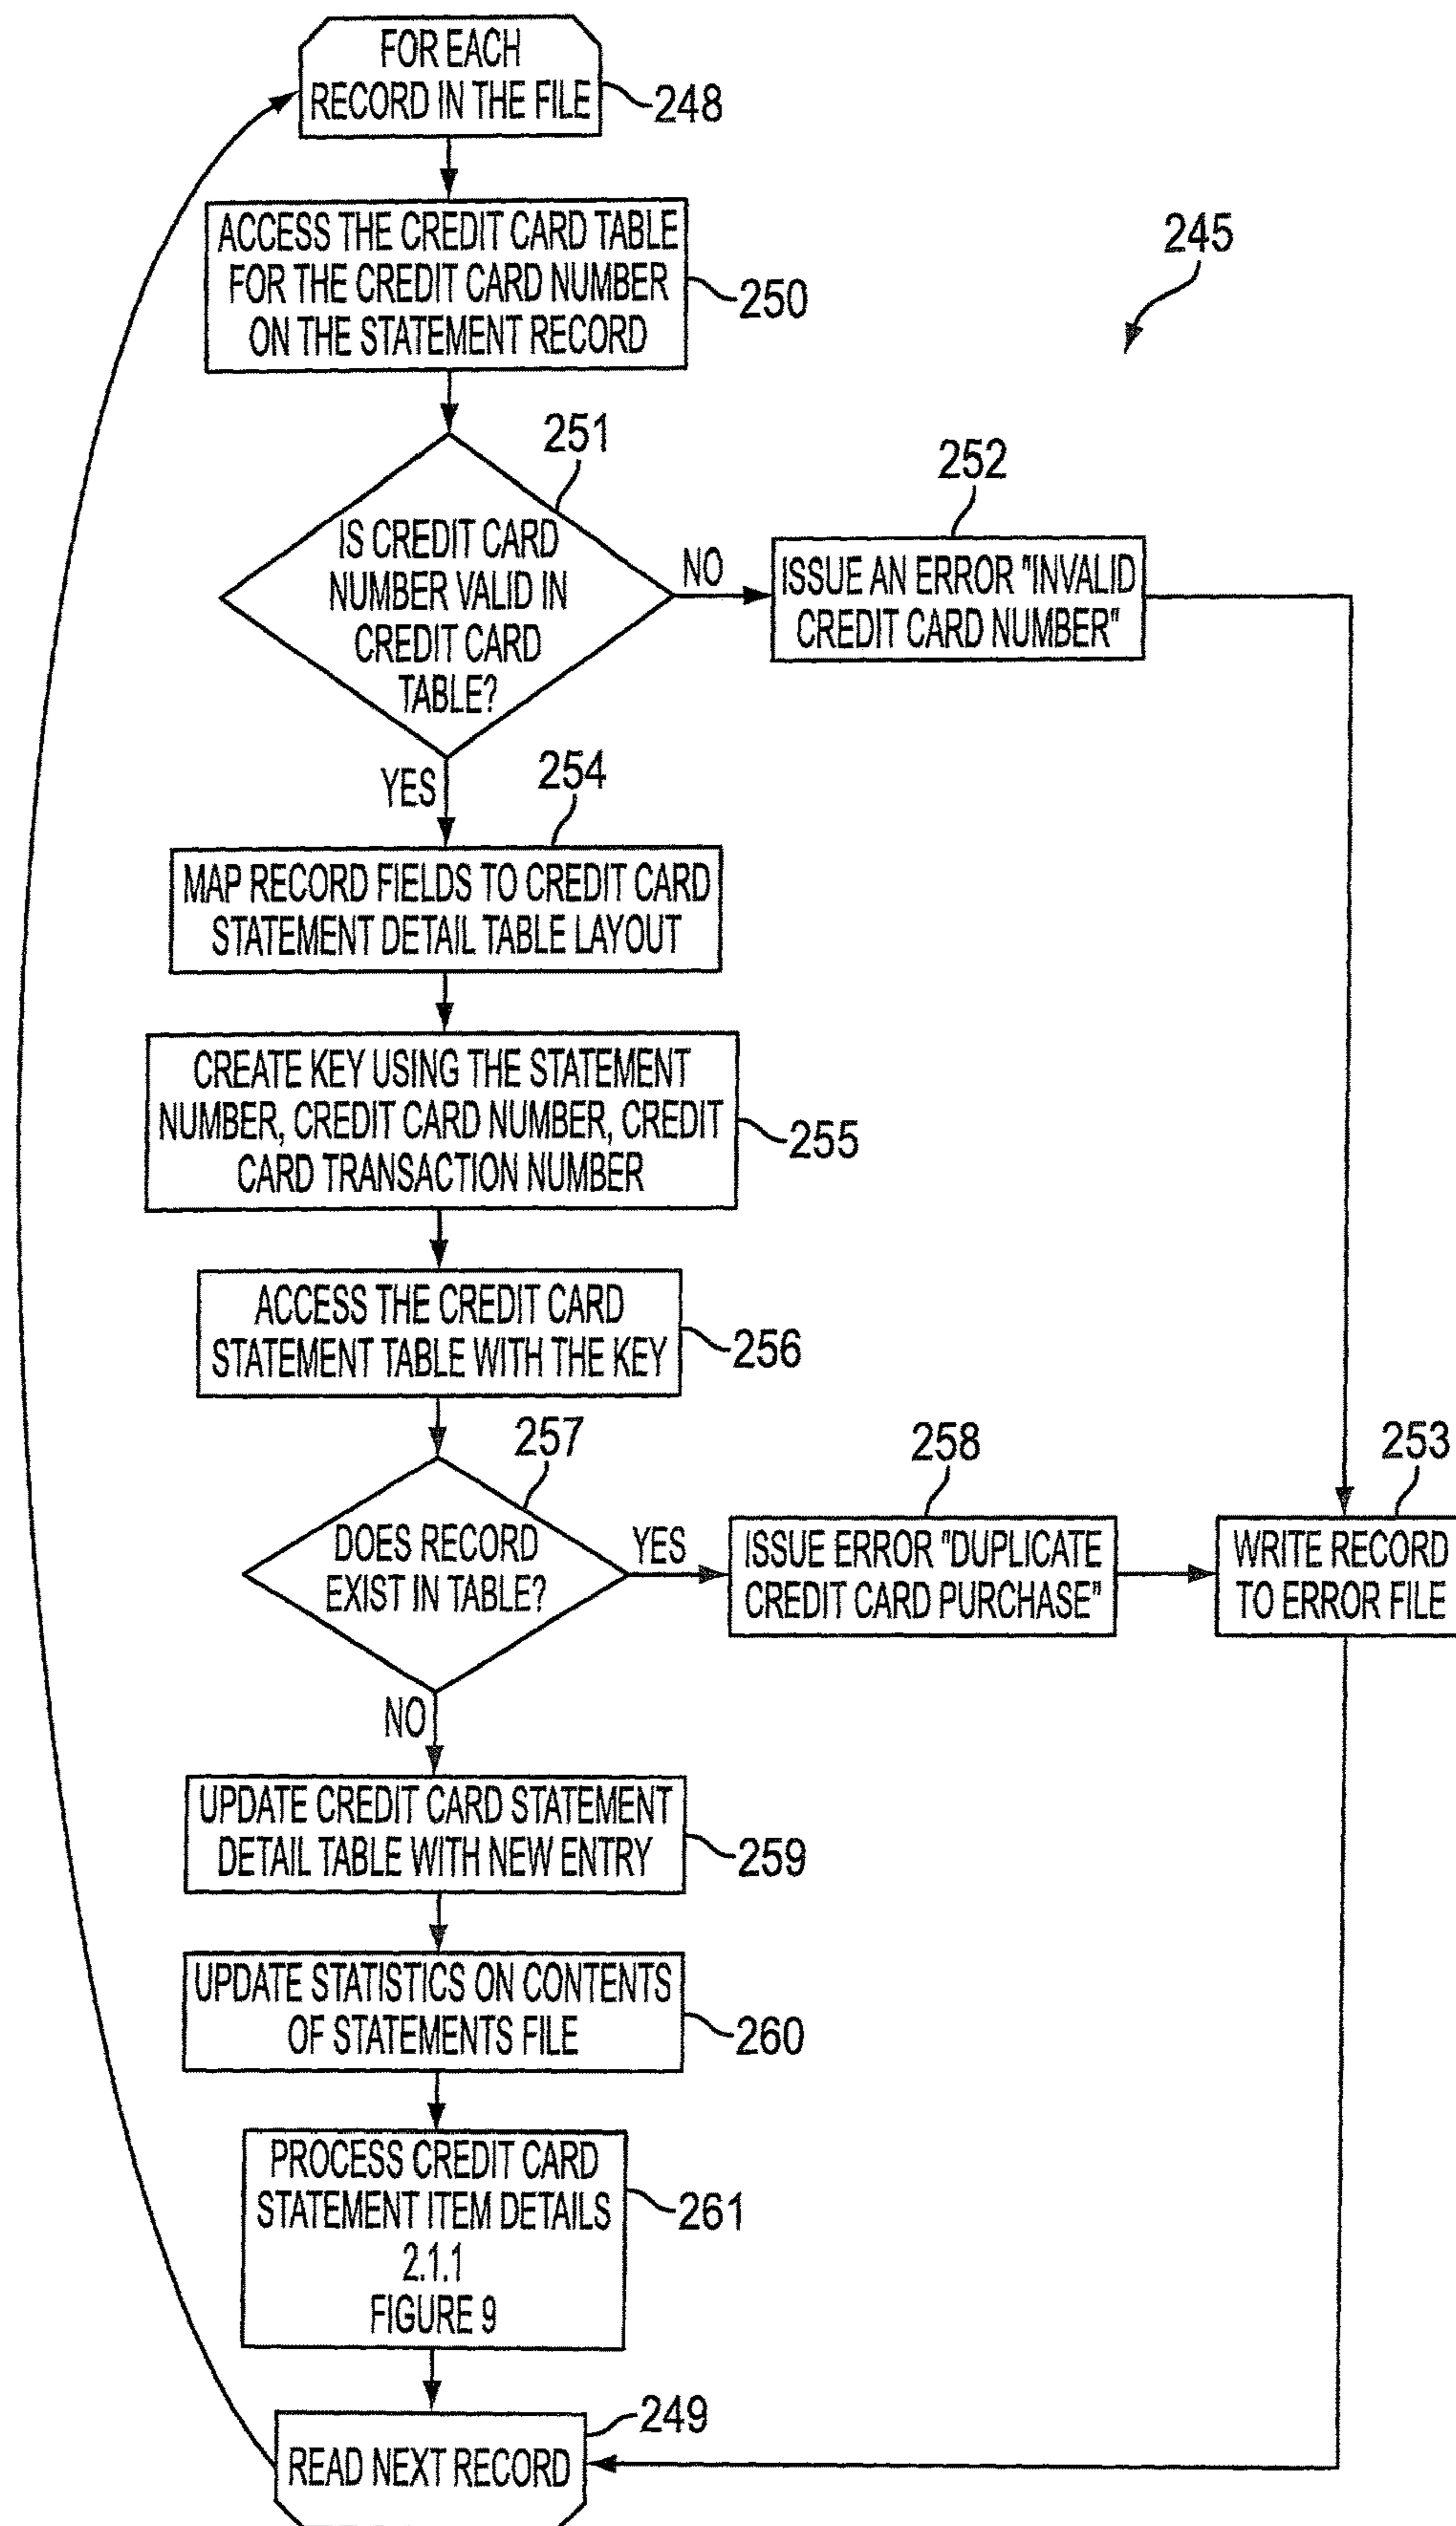 FOR EACH
RECORD IN THE FILE
248
ACCESS THE CREDIT CARD TABLE
FOR THE CREDIT CARD NUMBER
ON THE STATEMENT RECORD
250
245
251
IS CREDIT CARD
NUMBER VALID IN
CREDIT CARD
TABLE?
NO
252
ISSUE AN ERROR "INVALID
CREDIT CARD NUMBER"
YES
254
MAP RECORD FIELDS TO CREDIT CARD
STATEMENT DETAIL TABLE LAYOUT
CREATE KEY USING THE STATEMENT
NUMBER, CREDIT CARD NUMBER, CREDIT
CARD TRANSACTION NUMBER
255
ACCESS THE CREDIT CARD
STATEMENT TABLE WITH THE KEY
256
257
DOES RECORD
EXIST IN TABLE?
YES
258
ISSUE ERROR "DUPLICATE
CREDIT CARD PURCHASE"
253
WRITE RECORD
TO ERROR FILE
NO
UPDATE CREDIT CARD STATEMENT
DETAIL TABLE WITH NEW ENTRY
259
UPDATE STATISTICS ON CONTENTS
OF STATEMENTS FILE
260
PROCESS CREDIT CARD
STATEMENT ITEM DETAILS
2.1.1
FIGURE 9
261
249
READ NEXT RECORD